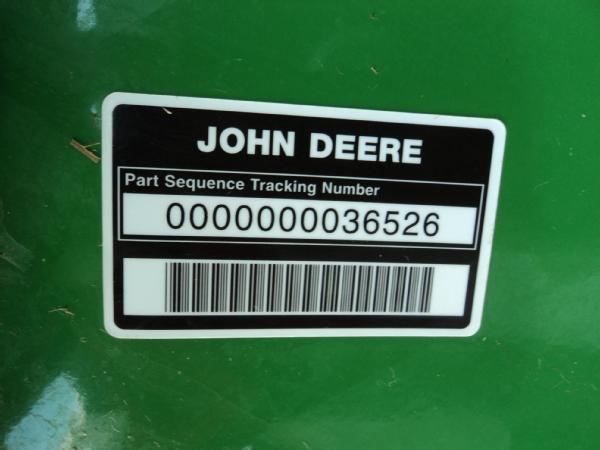 JOHN DEERE
Part Sequence Tracking Number
0000000036526